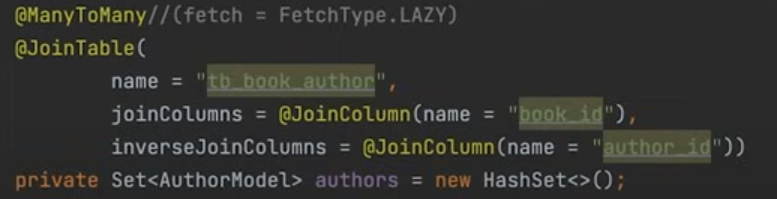 @ManyToMany//(fetch = FetchType.LAZY)
@JoinTable(
name = "tb_book_author",
joinColumns = @JoinColumn(name = "book_id"),
inverseJoinColumns = @JoinColumn(name = "author_id"))
private Set<AuthorModel> authors = new HashSet<>();